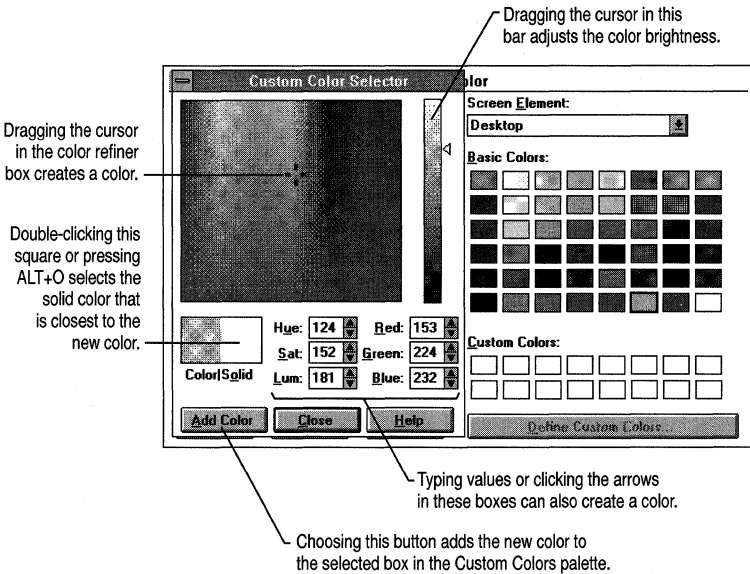 Dragging the cursor in this
bar adjusts the color brightness.
Custom Color Selector
olor
Screen Element:
Desktop
Basic Colors:
Dragging the cursor
in the color refiner
box creates a color.
Double-clicking this
square or pressing
ALT+O selects the
solid color that
is closest to the
new color.
Hue: 124 Red: 153
Sat: 152 Green: 224
Lum: 181 Blue: 232
Color|Solid
Custom Colors:
Add Color Close Help
Define Custom Colors...
Typing values or clicking the arrows
in these boxes can also create a color.
Choosing this button adds the new color to
the selected box in the Custom Colors palette.